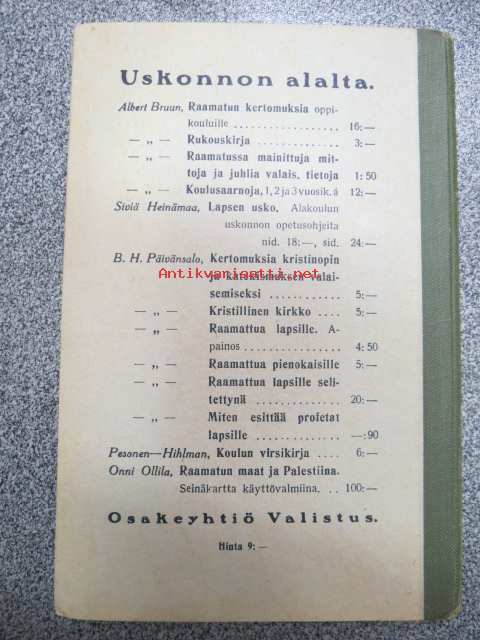 Uskonnon alalta.
Albert Bruun, Raamatun kertomuksia oppi-
kouluille .............. 16:—
— „ — Rukouskirja .............. 3:—
— „ — Raamatussa mainittuja mit-
toja ja juhlia valais. tietoja 1:50
— „ — Koulusaarnoja, 1, 2 ja 3 vuosik. á 12:—
Siviä Heinämaa, Lapsen usko. Alakoulun
uskonnon opetusohjeita
nid. 18:—, sid. 24:—
B. H. Päivänsalo, Kertomuksia kristinopin
Antikvariaatti.net
ja katekismuksen valai-
semiseksi ............ 5:—
— „ — Kristillinen kirkko .... 5:—
— „ — Raamattua lapsille. A-
painos ................ 4:50
— „ — Raamattua pienokaisille 5:—
— „ — Raamattua lapsille seli-
tettynä .............. 20:—
— „ — Miten esittää profetat
lapsille .............. —:90
Pesonen—Hihlman, Koulun virsikirja .... 6:—
Onni Ollila, Raamatun maat ja Palestiina.
Seinäkartta käyttövalmiina. .. 100:—
Osakeyhtiö Valistus.
Hinta 9:—